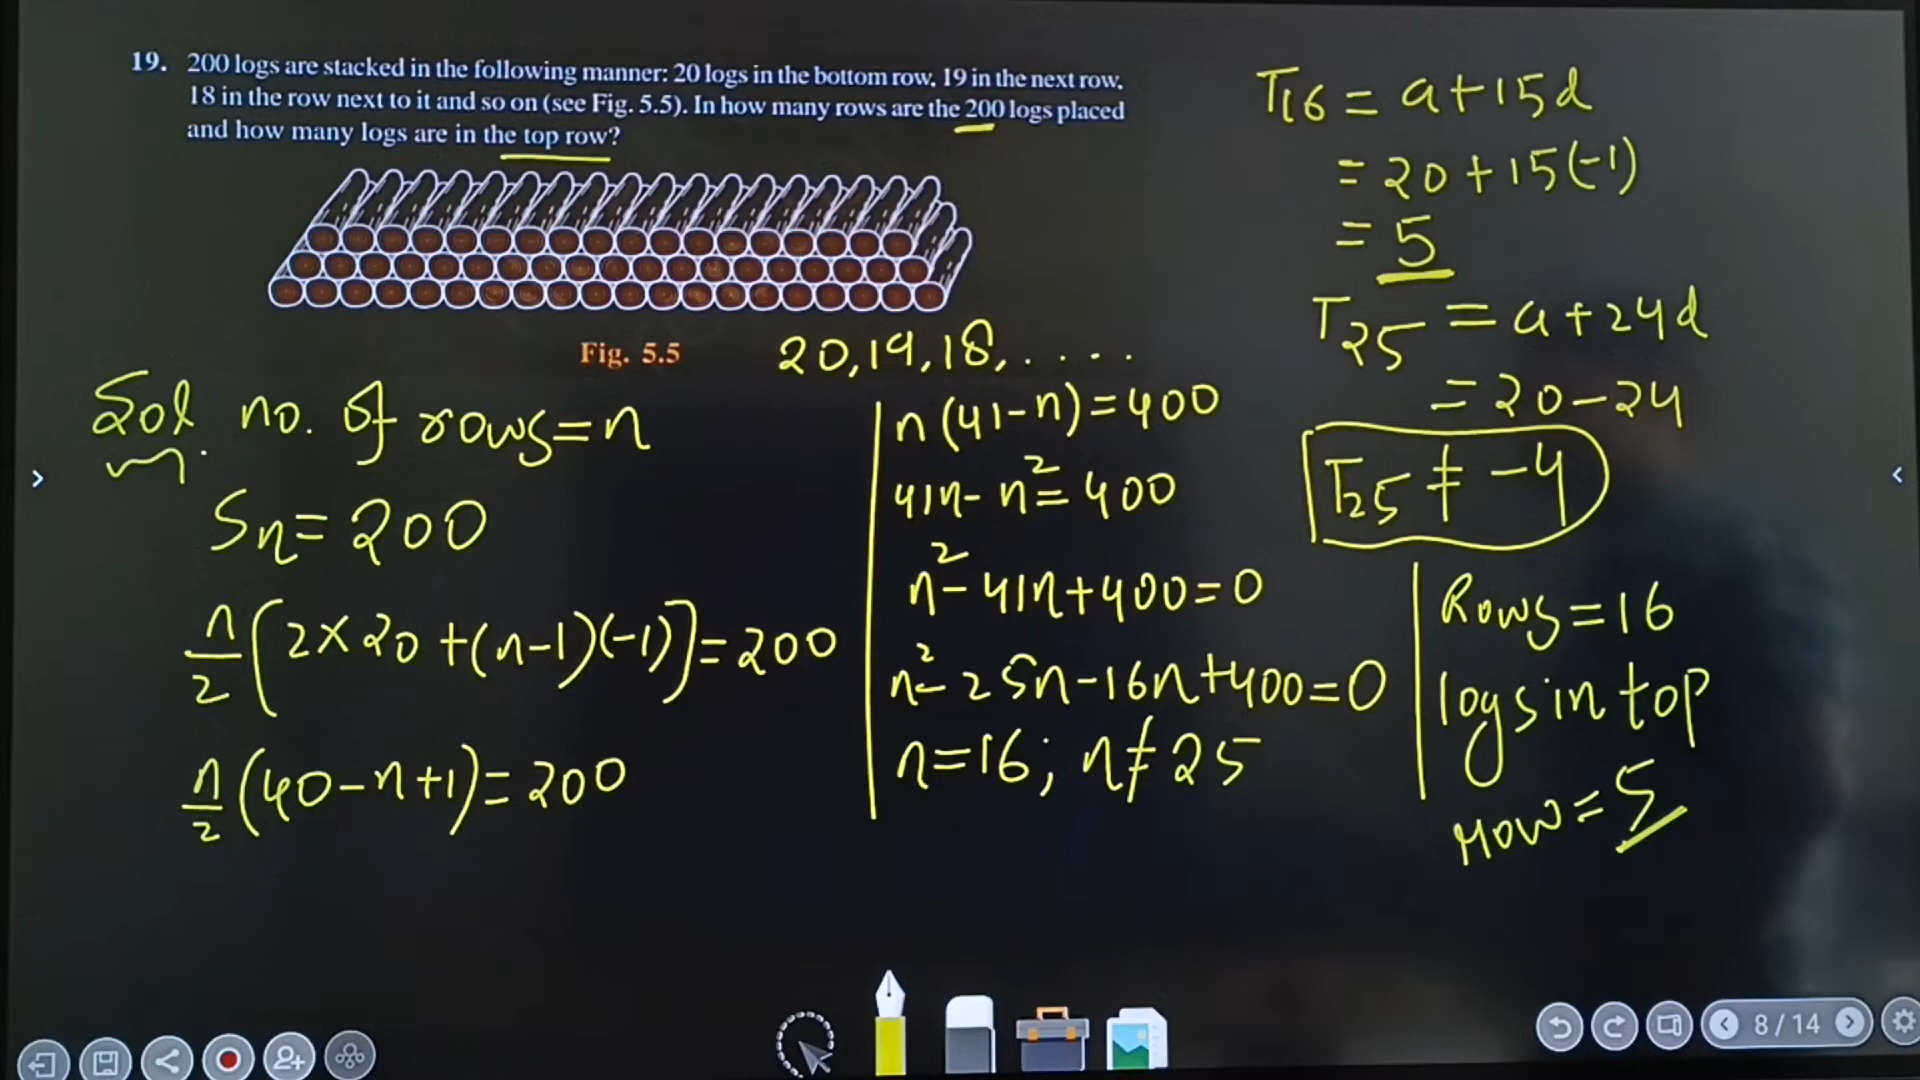 19. 200 logs are stacked in the following manner: 20 logs in the bottom row, 19 in the next row,
18 in the row next to it and so on (see Fig. 5.5). In how many rows are the 200 logs placed
and how many logs are in the top row?
Fig. 5.5
20,19,18,....
Sol
no. of rows=n
Sn=200
n/2[2×20+(n-1)(-1)]=200
n/2(40-n+1)=200
n(41-n)=400
41n-n²=400
n²-41n+400=0
n²-25n-16n+400=0
n=16; n≠25
T16=a+15d
=20+15(-1)
=5
T25=a+24d
=20-24
T25≠-4
Rows=16
logs in top
row=5
8/14